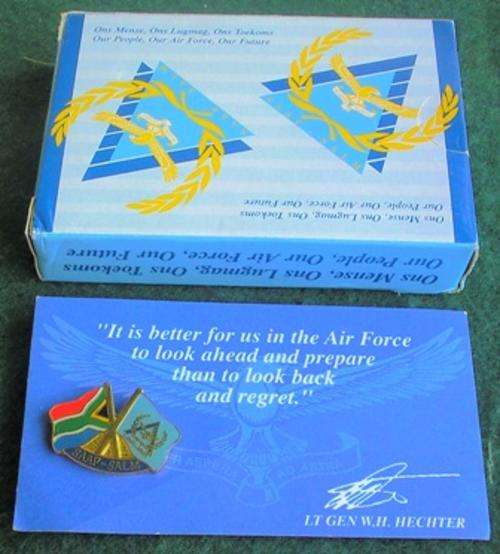 Ons Mense, Ons Lugmag, Ons Toekoms
Our People, Our Air Force, Our Future
Ons Mense, Ons Lugmag, Ons Toekoms
Our People, Our Air Force, Our Future
Ons Mense, Ons Lugmag, Ons Toekoms
Our People, Our Air Force, Our Future
"It is better for us in the Air Force
to look ahead and prepare
than to look back
and regret."
SAAF-SALM
AD ASTRA
LT GEN W.H. HECHTER